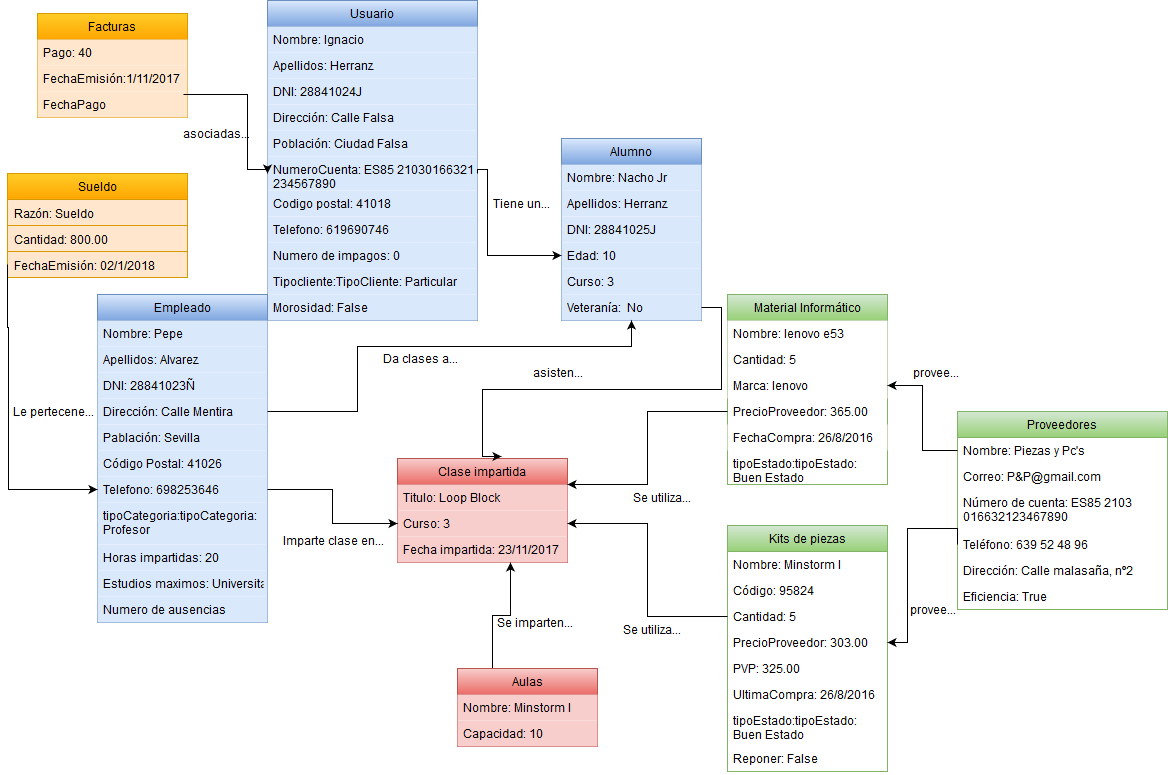 Facturas
Pago: 40
FechaEmisión:1/11/2017
FechaPago
asociadas...
Usuario
Nombre: Ignacio
Apellidos: Herranz
DNI: 28841024J
Dirección: Calle Falsa
Población: Ciudad Falsa
NumeroCuenta: ES85 21030166321
234567890
Codigo postal: 41018
Telefono: 619690746
Numero de impagos: 0
Tipocliente:TipoCliente: Particular
Morosidad: False
Tiene un...
Alumno
Nombre: Nacho Jr
Apellidos: Herranz
DNI: 28841025J
Edad: 10
Curso: 3
Veteranía: No
Sueldo
Razón: Sueldo
Cantidad: 800.00
FechaEmisión: 02/1/2018
Le pertecene...
Empleado
Nombre: Pepe
Apellidos: Alvarez
DNI: 28841023Ñ
Dirección: Calle Mentira
Pablación: Sevilla
Código Postal: 41026
Telefono: 698253646
tipoCategoria:tipoCategoria:
Profesor
Horas impartidas: 20
Estudios maximos: Universita
Numero de ausencias
Da clases a...
asisten...
Imparte clase en...
Clase impartida
Titulo: Loop Block
Curso: 3
Fecha impartida: 23/11/2017
Se imparten...
Aulas
Nombre: Minstorm I
Capacidad: 10
Material Informático
Nombre: lenovo e53
Cantidad: 5
Marca: lenovo
PrecioProveedor: 365.00
FechaCompra: 26/8/2016
tipoEstado:tipoEstado:
Buen Estado
Se utiliza...
Kits de piezas
Nombre: Minstorm I
Código: 95824
Cantidad: 5
PrecioProveedor: 303.00
PVP: 325.00
UltimaCompra: 26/8/2016
tipoEstado:tipoEstado:
Buen Estado
Reponer: False
Se utiliza...
provee...
provee...
Proveedores
Nombre: Piezas y Pc's
Correo: P&P@gmail.com
Número de cuenta: ES85 2103
016632123467890
Teléfono: 639 52 48 96
Dirección: Calle malasaña, nº2
Eficiencia: True